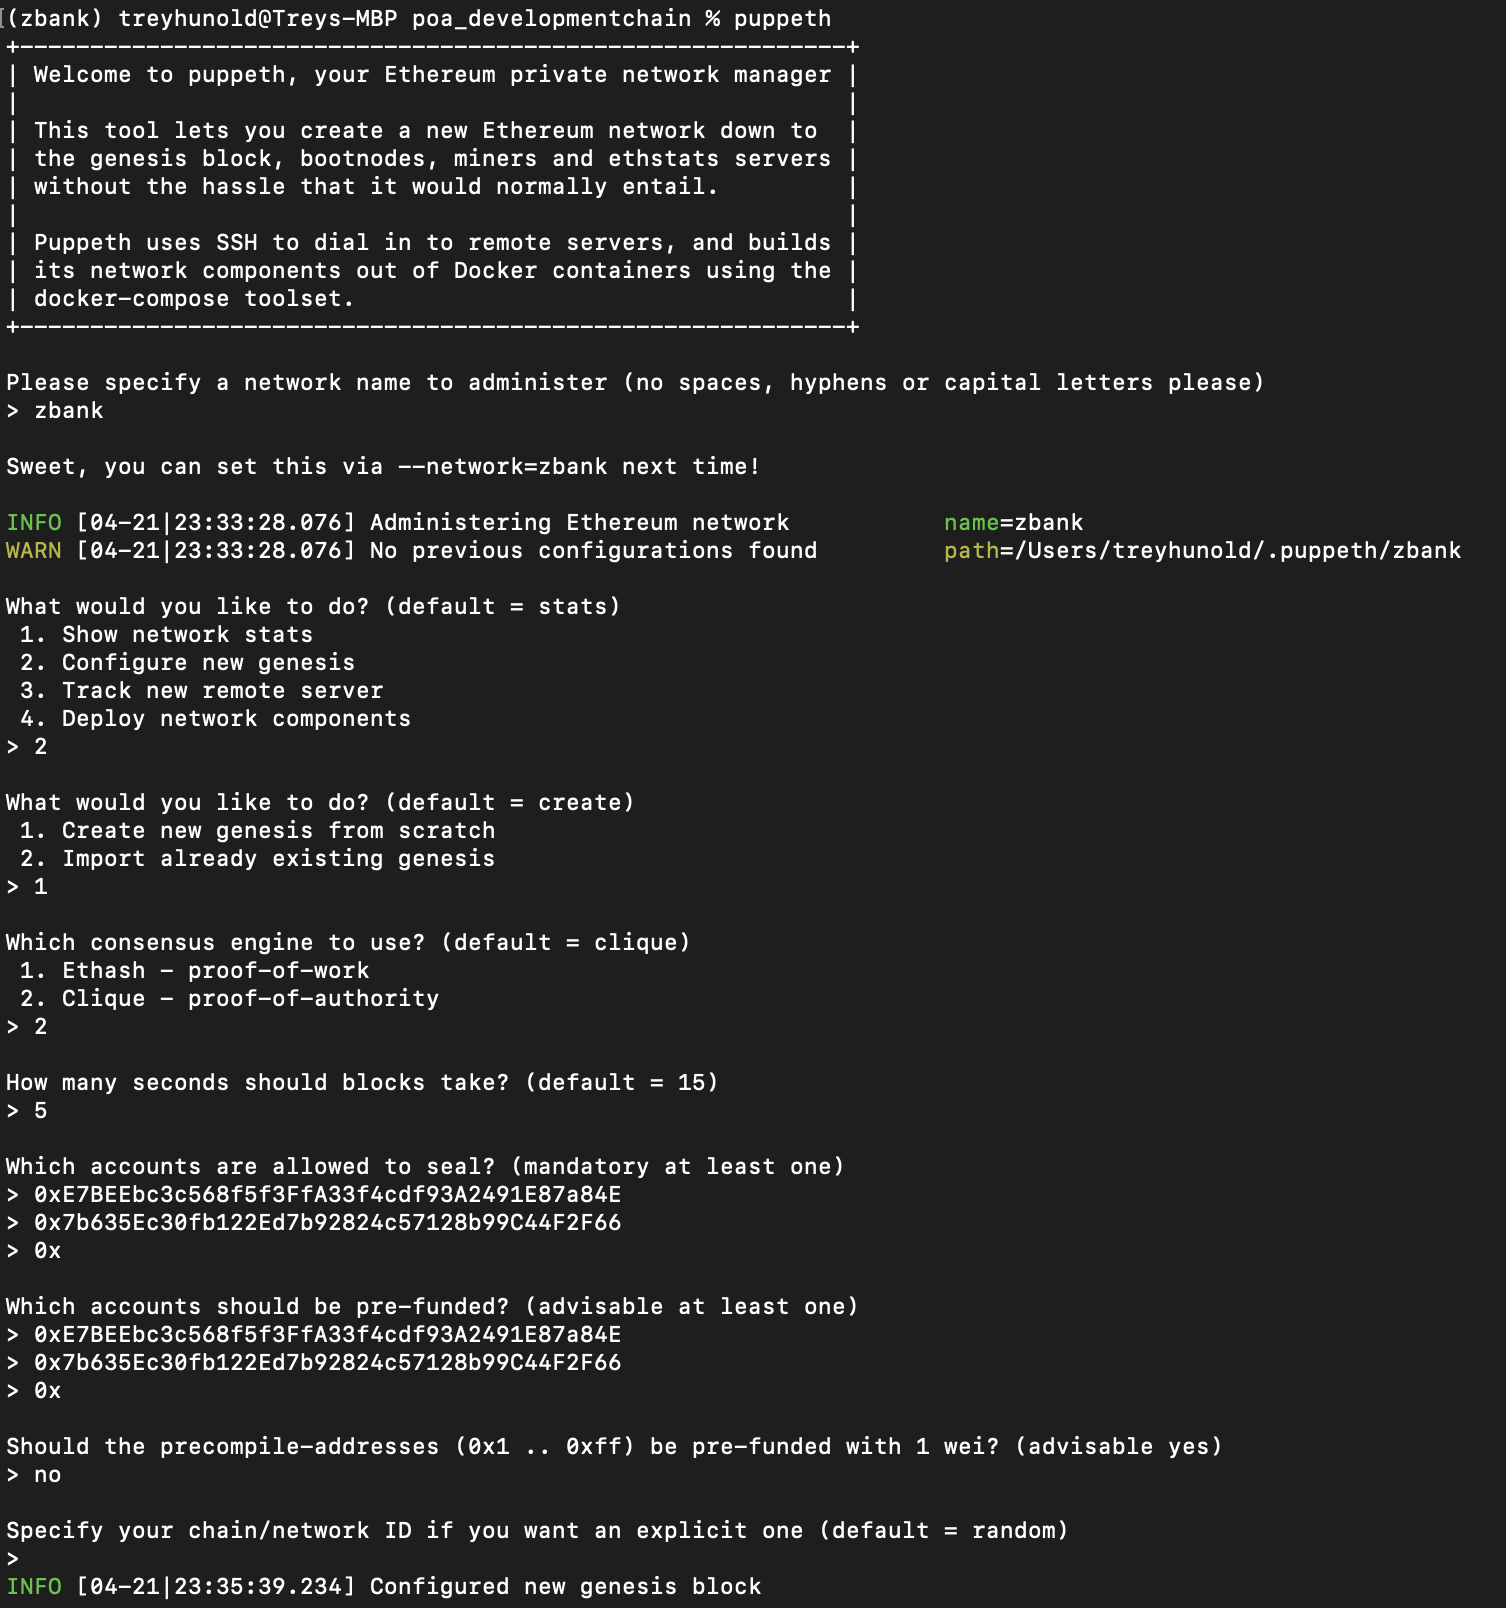 (zbank) treyhunold@Treys-MBP poa_developmentchain % puppeth
+-----------------------------------------------------------+
| Welcome to puppeth, your Ethereum private network manager |
|                                                           |
| This tool lets you create a new Ethereum network down to  |
| the genesis block, bootnodes, miners and ethstats servers |
| without the hassle that it would normally entail.         |
|                                                           |
| Puppeth uses SSH to dial in to remote servers, and builds |
| its network components out of Docker containers using the |
| docker-compose toolset.                                   |
+-----------------------------------------------------------+
Please specify a network name to administer (no spaces, hyphens or capital letters please)
> zbank
Sweet, you can set this via --network=zbank next time!
INFO [04-21|23:33:28.076] Administering Ethereum network           name=zbank
WARN [04-21|23:33:28.076] No previous configurations found         path=/Users/treyhunold/.puppeth/zbank
What would you like to do? (default = stats)
 1. Show network stats
 2. Configure new genesis
 3. Track new remote server
 4. Deploy network components
> 2
What would you like to do? (default = create)
 1. Create new genesis from scratch
 2. Import already existing genesis
> 1
Which consensus engine to use? (default = clique)
 1. Ethash - proof-of-work
 2. Clique - proof-of-authority
> 2
How many seconds should blocks take? (default = 15)
> 5
Which accounts are allowed to seal? (mandatory at least one)
> 0xE7BEEbc3c568f5f3FfA33f4cdf93A2491E87a84E
> 0x7b635Ec30fb122Ed7b92824c57128b99C44F2F66
> 0x
Which accounts should be pre-funded? (advisable at least one)
> 0xE7BEEbc3c568f5f3FfA33f4cdf93A2491E87a84E
> 0x7b635Ec30fb122Ed7b92824c57128b99C44F2F66
> 0x
Should the precompile-addresses (0x1 .. 0xff) be pre-funded with 1 wei? (advisable yes)
> no
Specify your chain/network ID if you want an explicit one (default = random)
>
INFO [04-21|23:35:39.234] Configured new genesis block